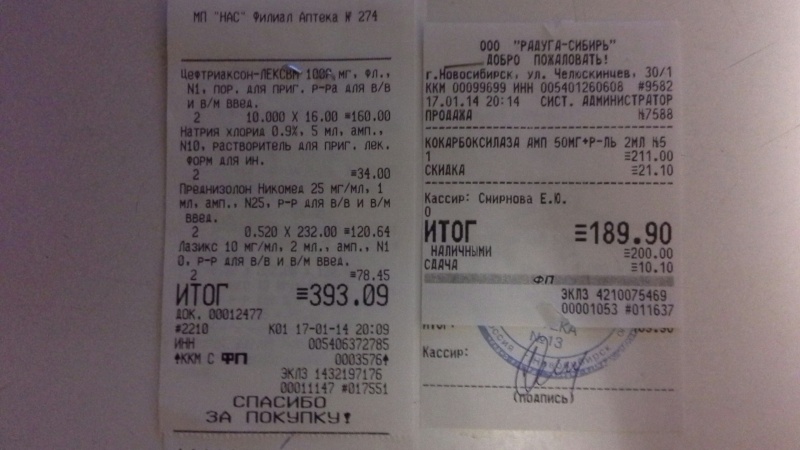 МП "НАС" Филиал Аптека № 274
Цефтриаксон-ЛЕКСВМ 1000 мг, фл.,
N1, пор. для приг. р-ра для в/в
и в/м введ.
2 10.000 X 16.00 ≡160.00
Натрия хлорид 0.9%, 5 мл, амп.,
N10, растворитель для приг. лек.
форм для ин.
2 ≡34.00
Преднизолон Никомед 25 мг/мл, 1
мл, амп., N25, р-р для в/в и в/м
введ.
2 0.520 X 232.00 ≡120.64
Лазикс 10 мг/мл, 2 мл., амп., N1
0, р-р для в/в и в/м введ.
2 ≡78.45
ИТОГ ≡393.09
ДОК. 00012477
#2210 К01 17-01-14 20:09
ИНН 005406372785
ККМ С ФП 0003576
ЭКЛЗ 1432197176
00011147 #017551
СПАСИБО
ЗА ПОКУПКУ!
ООО "РАДУГА-СИБИРЬ"
ДОБРО ПОЖАЛОВАТЬ!
г.Новосибирск, ул. Челюскинцев, 30/1
ККМ 00099699 ИНН 005401260608 #9582
17.01.14 20:14 СИСТ. АДМИНИСТРАТОР
ПРОДАЖА №7588
КОКАРБОКСИЛАЗА АМП 50МГ+Р-ЛЬ 2МЛ №5
1 ≡211.00
СКИДКА ≡21.10
Кассир: Смирнова Е.Ю.
0
ИТОГ ≡189.90
НАЛИЧНЫМИ ≡200.00
СДАЧА ≡10.10
ФП
ЭКЛЗ 4210075469
00001053 #011637
№13
Кассир:
(подпись)